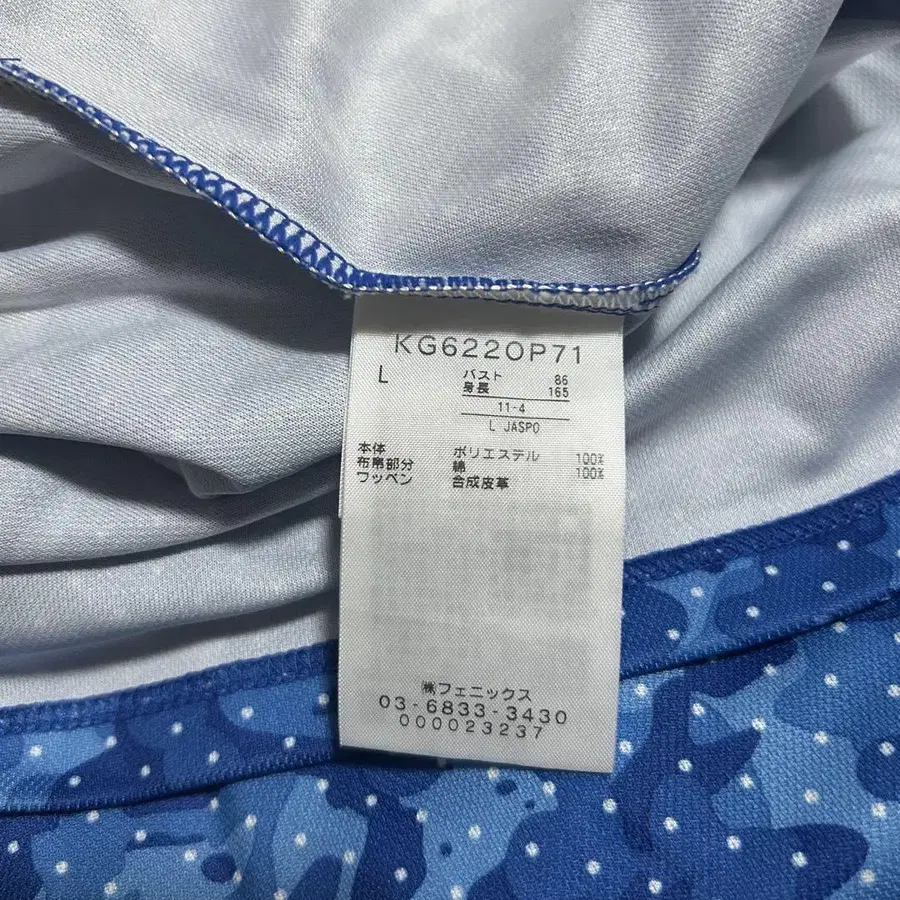 KG622OP71
L バスト 86
身長 165
11-4
L JASPO
本体 ポリエステル 100%
布帛部分 綿 100%
ワッペン 合成皮革
㈱フェニックス
03-6833-3430
000023237